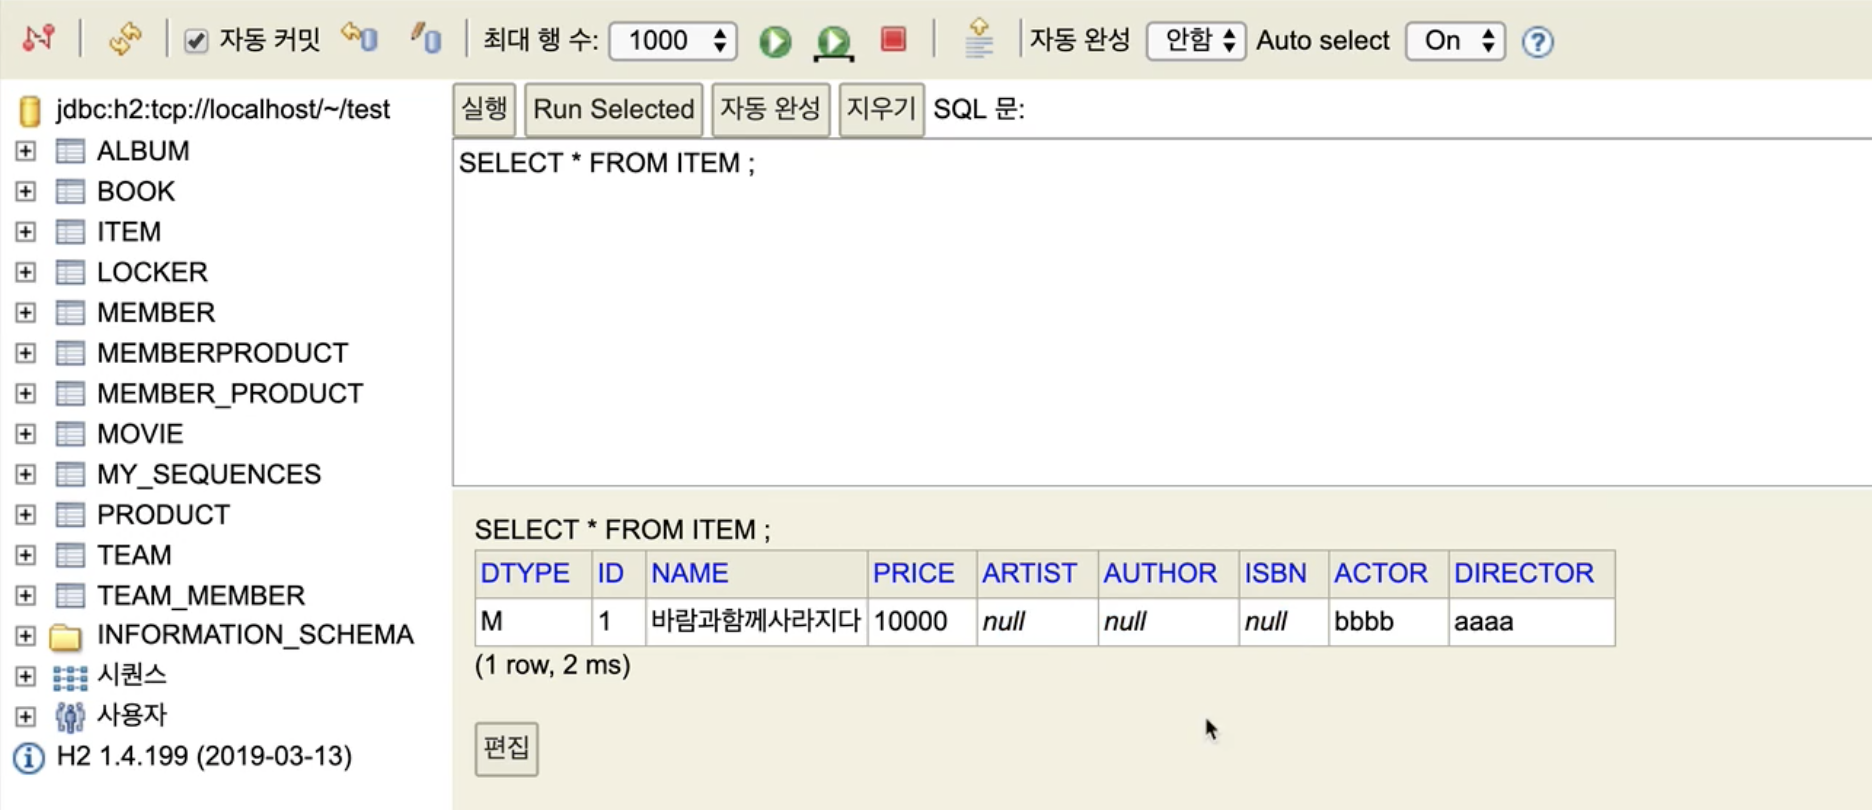 자동 커밋 최대 행 수: 1000 자동 완성 안함 Auto select On ?
jdbc:h2:tcp://localhost/~/test
ALBUM
BOOK
ITEM
LOCKER
MEMBER
MEMBERPRODUCT
MEMBER_PRODUCT
MOVIE
MY_SEQUENCES
PRODUCT
TEAM
TEAM_MEMBER
INFORMATION_SCHEMA
시퀀스
사용자
H2 1.4.199 (2019-03-13)
실행 Run Selected 자동 완성 지우기 SQL 문:
SELECT * FROM ITEM ;
SELECT * FROM ITEM ;
DTYPE ID NAME PRICE ARTIST AUTHOR ISBN ACTOR DIRECTOR
M 1 바람과함께사라지다 10000 null null null bbbb aaaa
(1 row, 2 ms)
편집